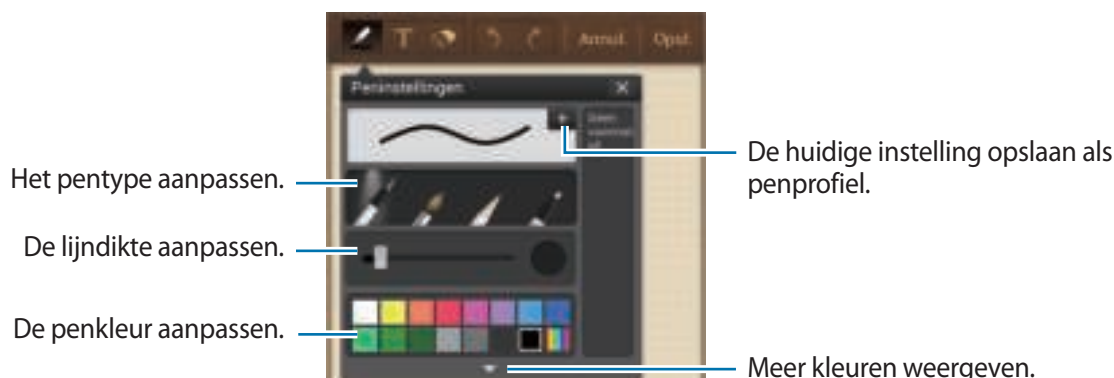 T
Annul.
Opsl.
Peninstellingen
De huidige instelling opslaan als
penprofiel.
Het pentype aanpassen.
De lijndikte aanpassen.
De penkleur aanpassen.
Meer kleuren weergeven.